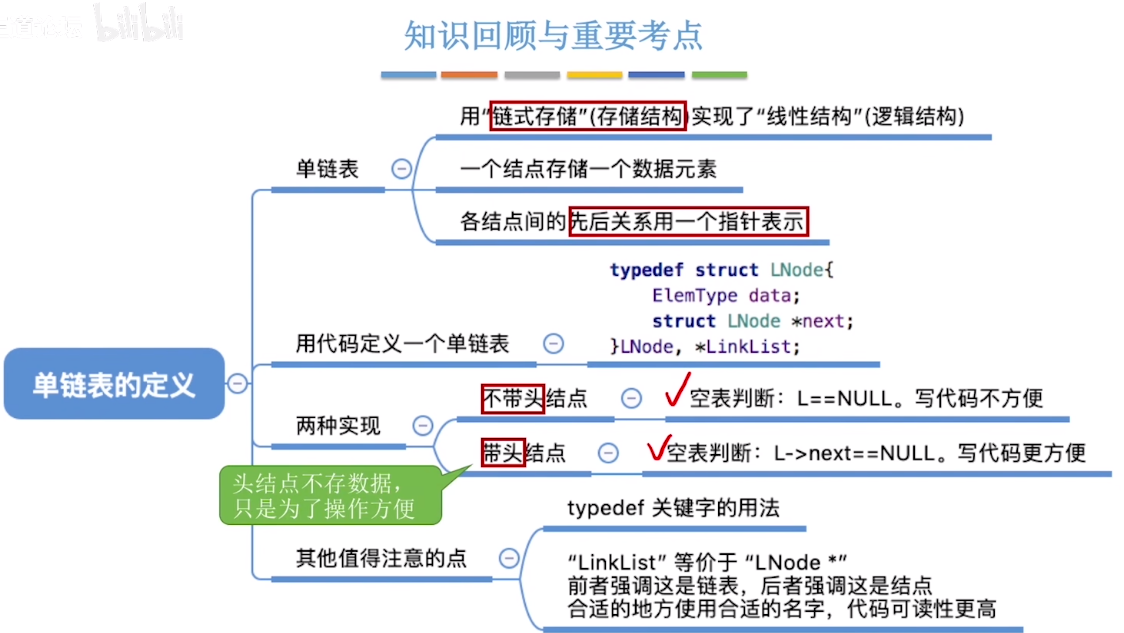 bilibili
知识回顾与重要考点
用“链式存储”(存储结构)实现了“线性结构”(逻辑结构)
单链表
一个结点存储一个数据元素
各结点间的先后关系用一个指针表示
typedef struct LNode{
ElemType data;
struct LNode *next;
}LNode, *LinkList;
用代码定义一个单链表
单链表的定义
不带头结点
空表判断：L==NULL。写代码不方便
两种实现
带头结点
空表判断：L->next==NULL。写代码更方便
头结点不存数据，
只是为了操作方便
typedef 关键字的用法
其他值得注意的点
“LinkList” 等价于 “LNode *”
前者强调这是链表，后者强调这是结点
合适的地方使用合适的名字，代码可读性更高